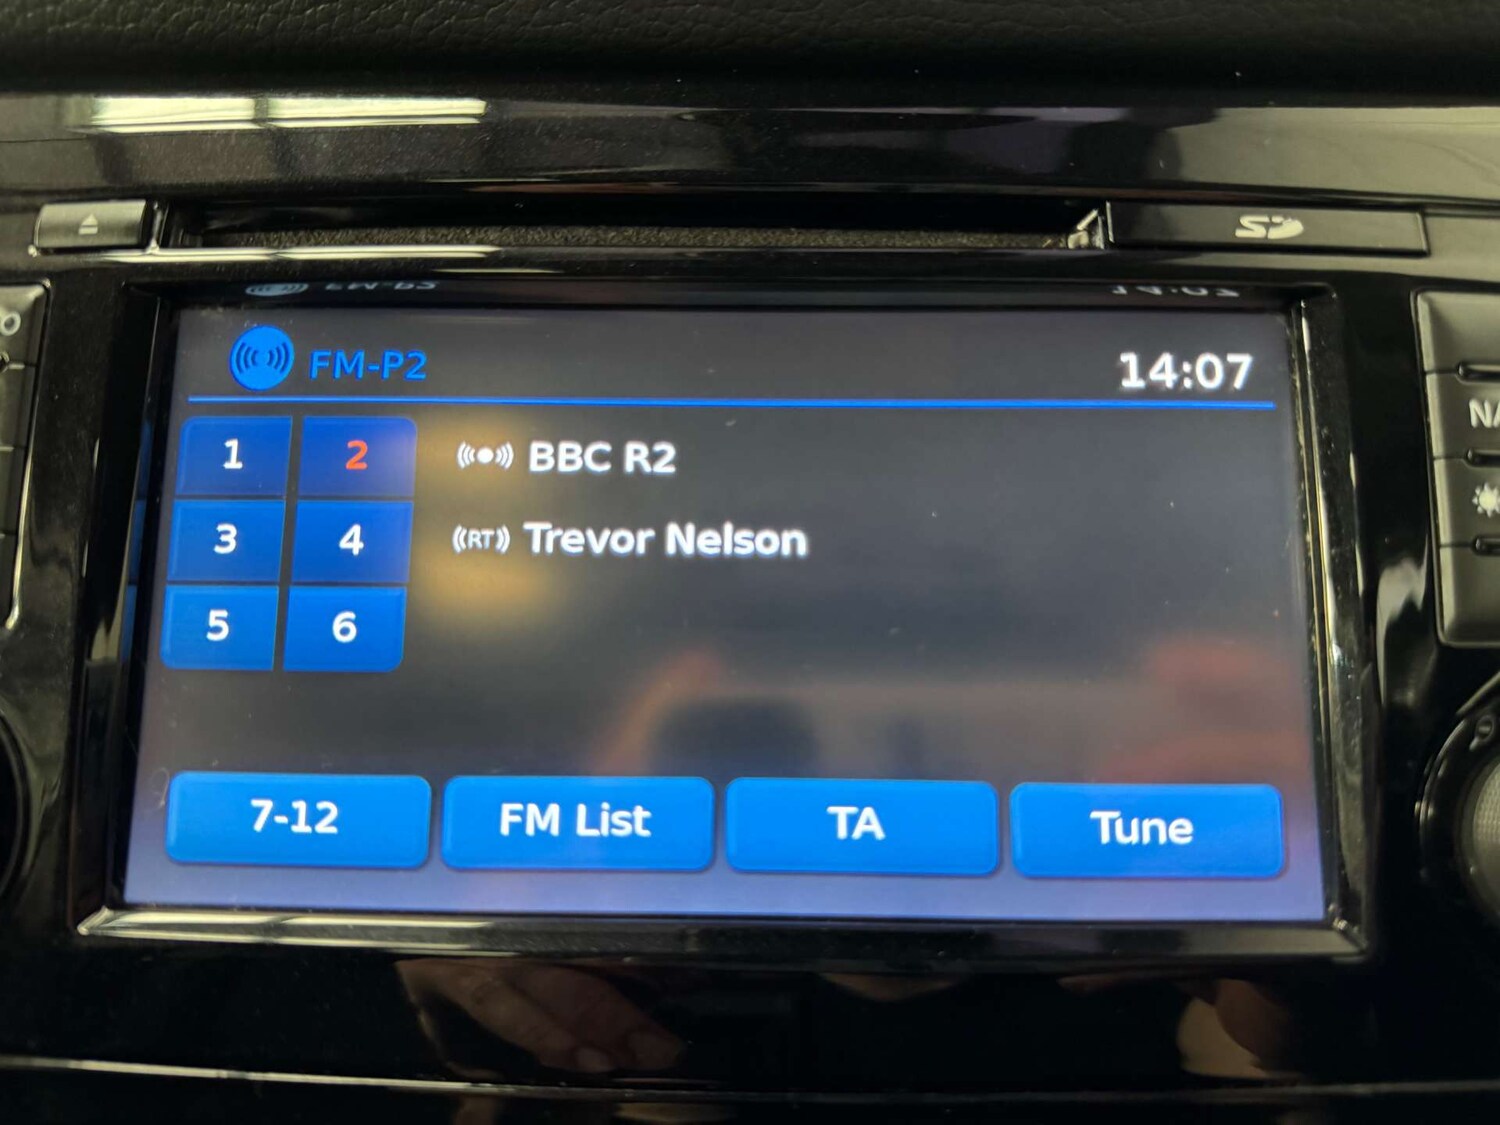 SD
FM-P2 14:07
1 2 BBC R2
3 4 RT Trevor Nelson
5 6
7-12 FM List TA Tune